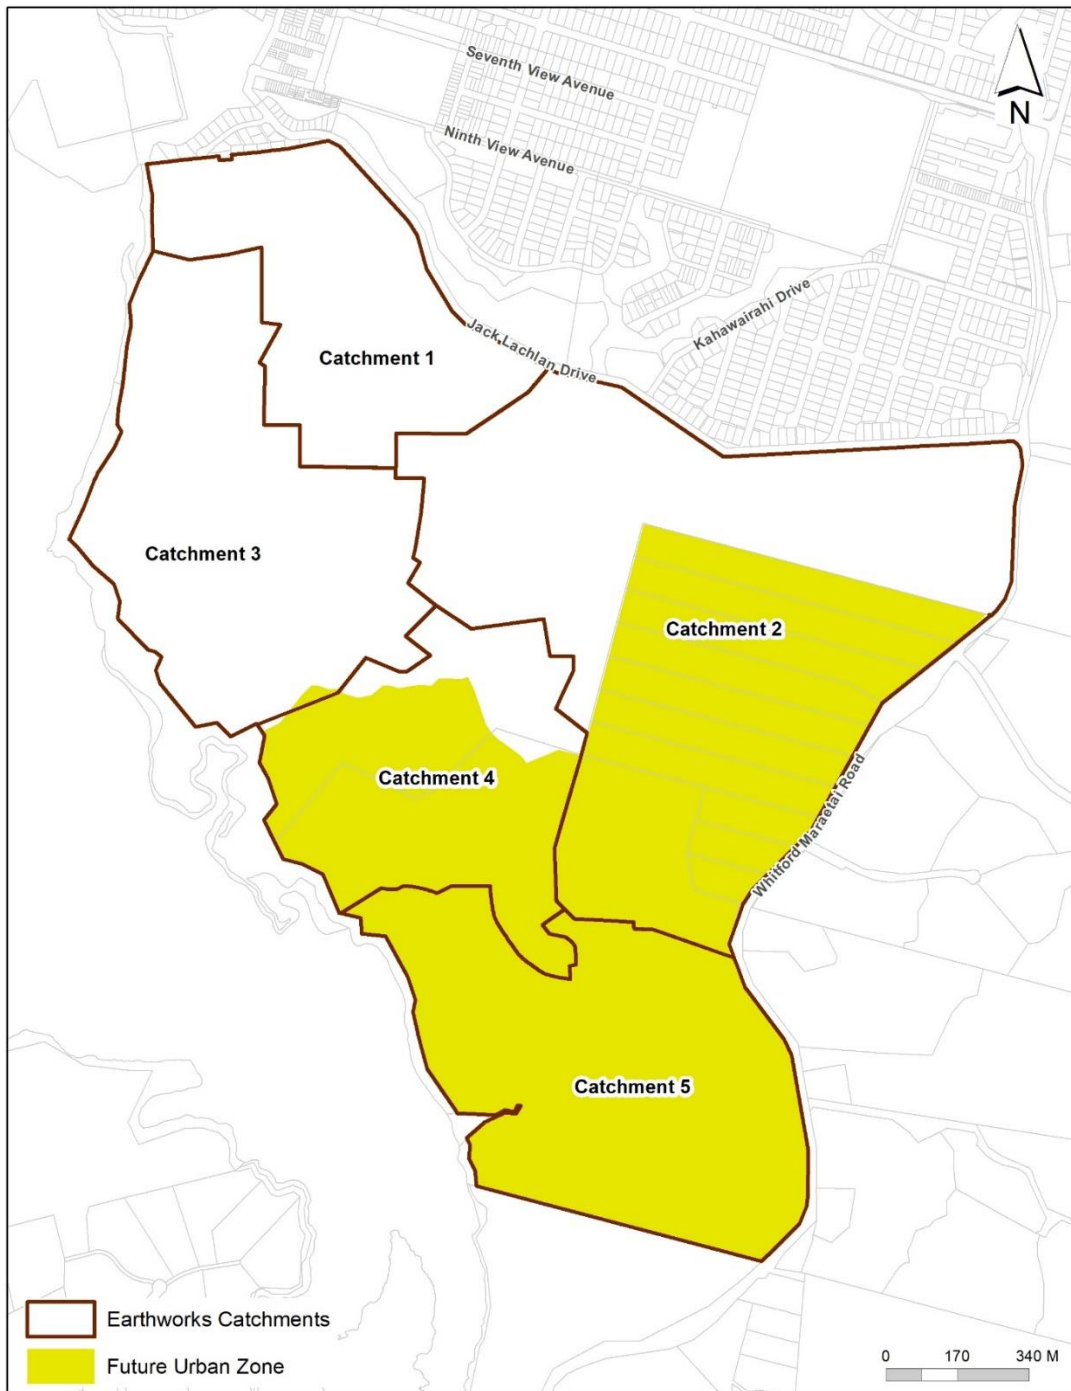 Seventh View Avenue
N
Ninth View Avenue
Kahawairahi Drive
Jack Lachlan Drive
Catchment 1
Catchment 3
Catchment 2
Catchment 4
Whitford Maraetai Road
Catchment 5
Earthworks Catchments
Future Urban Zone
0 170 340 M